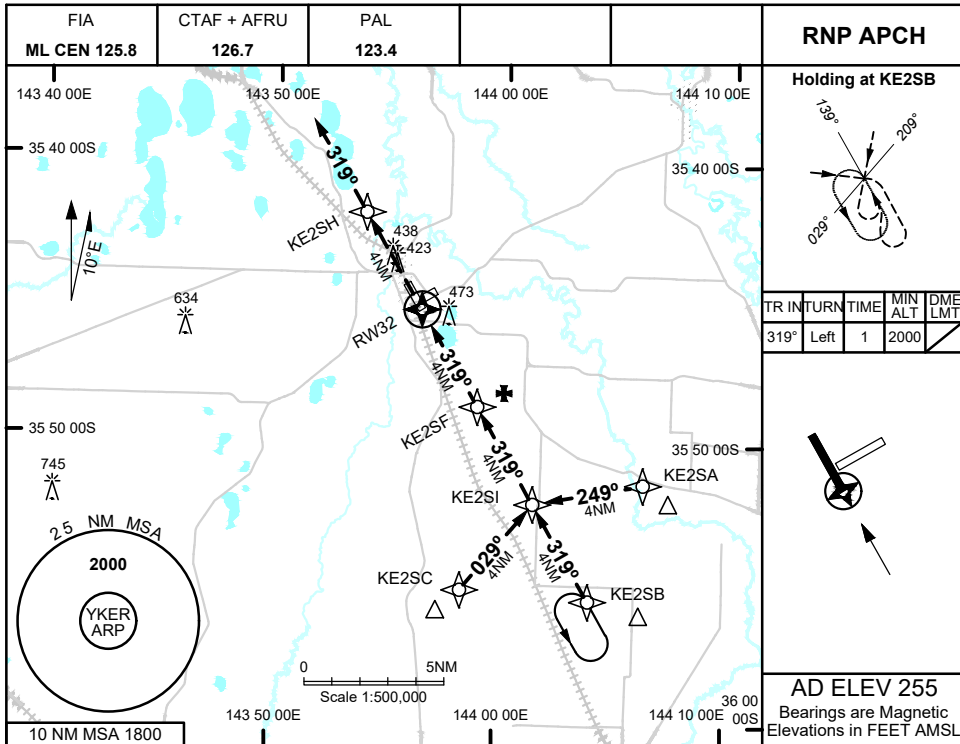 FIA
ML CEN 125.8
CTAF + AFRU
126.7
PAL
123.4
RNP APCH
143 40 00E
143 50 00E
144 00 00E
144 10 00E
35 40 00S
35 40 00S
10°E
319°
KE2SH
4NM
438
423
634
473
RW32
319°
4NM
KE2SF
35 50 00S
35 50 00S
319°
4NM
KE2SI
KE2SA
249°
4NM
745
029°
4NM
KE2SC
319°
4NM
KE2SB
25 NM MSA
2000
YKER
ARP
0 5NM
Scale 1:500,000
143 50 00E
144 00 00E
144 10 00E
36 00
00S
10 NM MSA 1800
Holding at KE2SB
139°
209°
029°
TR IN TURN TIME MIN ALT DME LMT
319° Left 1 2000
AD ELEV 255
Bearings are Magnetic
Elevations in FEET AMSL